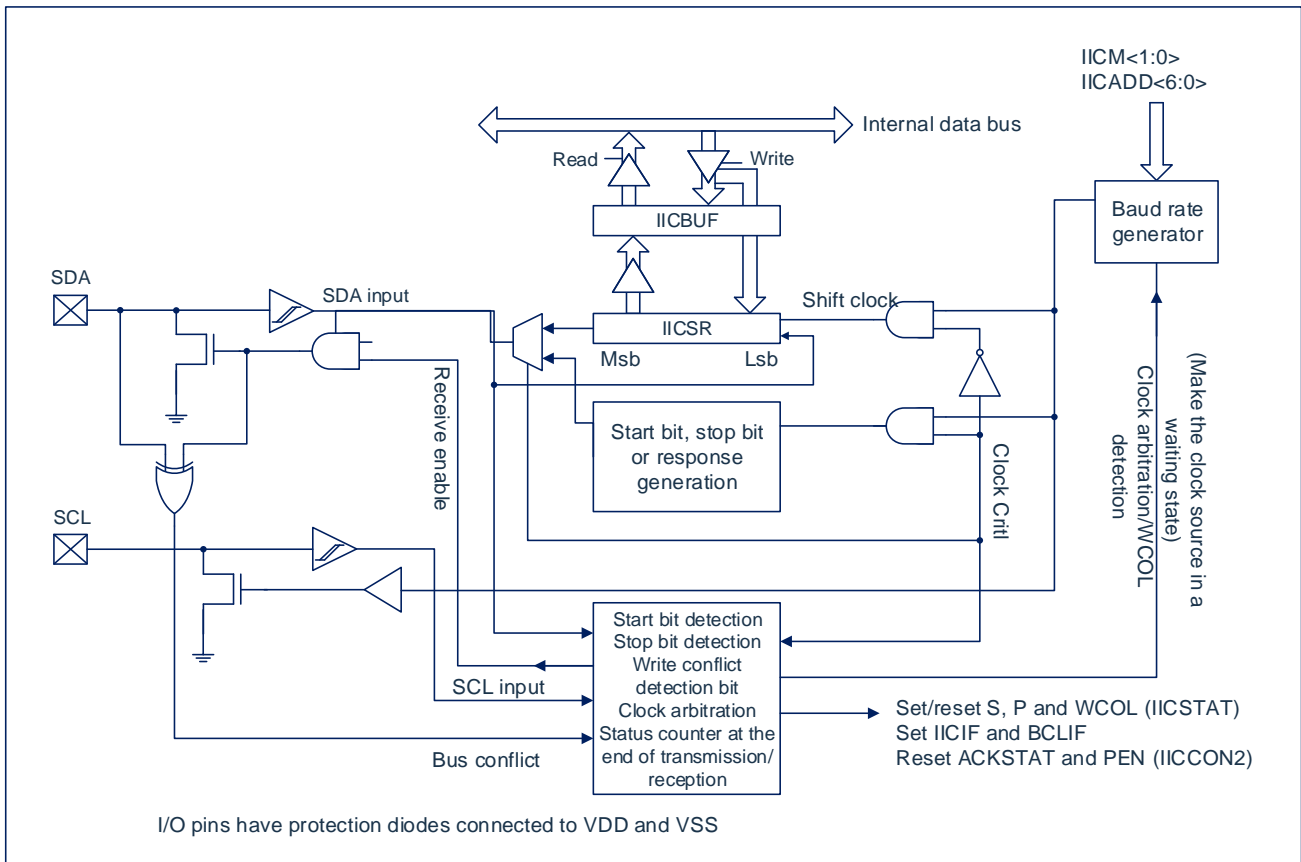 IICM<1:0>
IICADD<6:0>
Internal data bus
Read
Write
IICBUF
Baud rate
generator
SDA
SDA input
Shift clock
IICSR
Msb
Lsb
Receive enable
Start bit, stop bit
or response
generation
Clock Critl
(Make the clock source in a
waiting state)
Clock arbitration/WCOL
detection
SCL
SCL input
Bus conflict
Start bit detection
Stop bit detection
Write conflict
detection bit
Clock arbitration
Status counter at the
end of transmission/
reception
Set/reset S, P and WCOL (IICSTAT)
Set IICIF and BCLIF
Reset ACKSTAT and PEN (IICCON2)
I/O pins have protection diodes connected to VDD and VSS